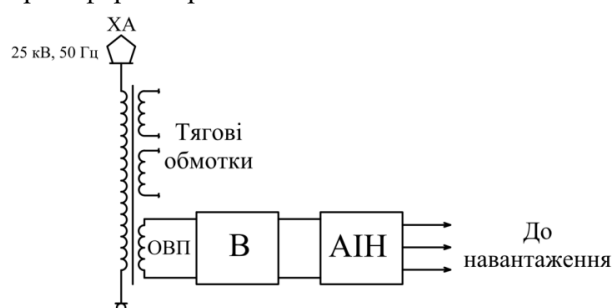 ХА
25 кВ, 50 Гц
Тягові
обмотки
ОВП
В
АІН
До
навантаження